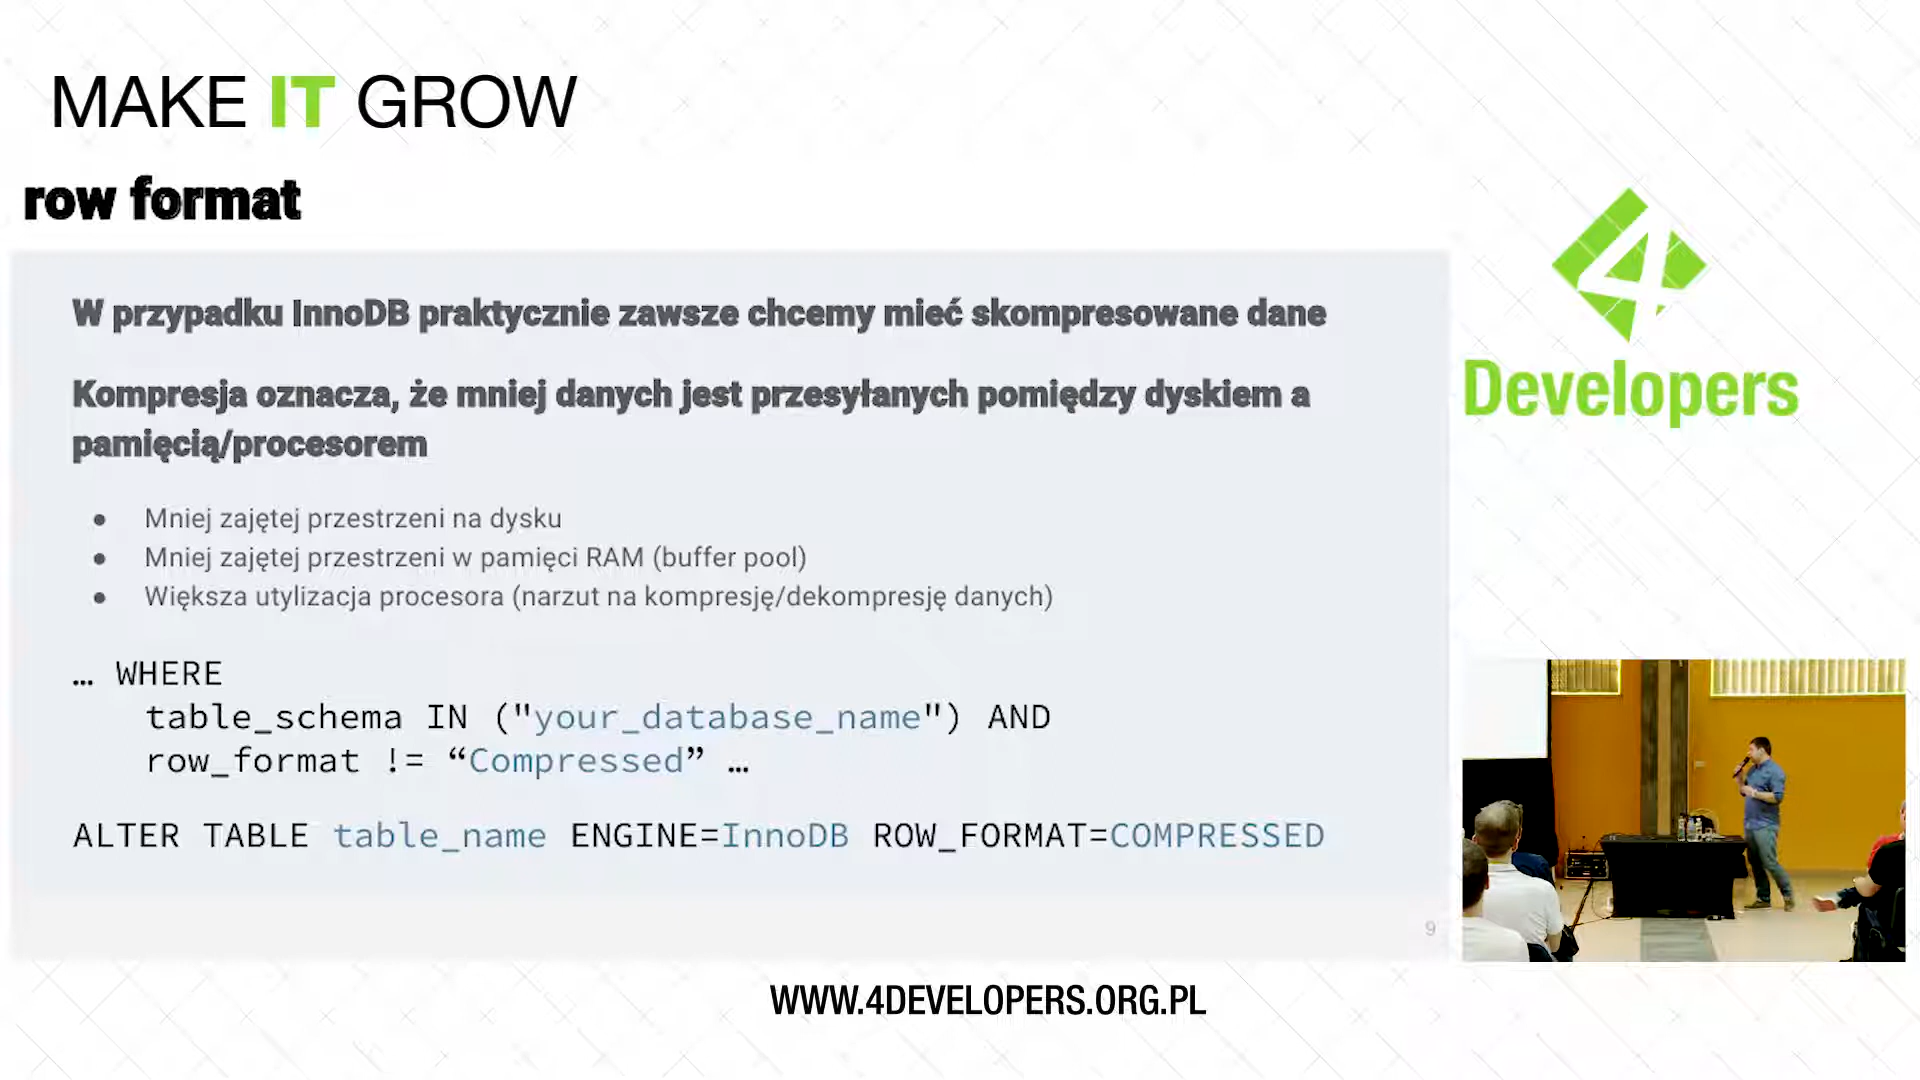 MAKE IT GROW
row format
W przypadku InnoDB praktycznie zawsze chcemy mieć skompresowane dane
Kompresja oznacza, że mniej danych jest przesyłanych pomiędzy dyskiem a
pamięcią/procesorem
● Mniej zajętej przestrzeni na dysku
● Mniej zajętej przestrzeni w pamięci RAM (buffer pool)
● Większa utylizacja procesora (narzut na kompresję/dekompresję danych)
… WHERE
table_schema IN ("your_database_name") AND
row_format != “Compressed” …
ALTER TABLE table_name ENGINE=InnoDB ROW_FORMAT=COMPRESSED
9
4
Developers
WWW.4DEVELOPERS.ORG.PL